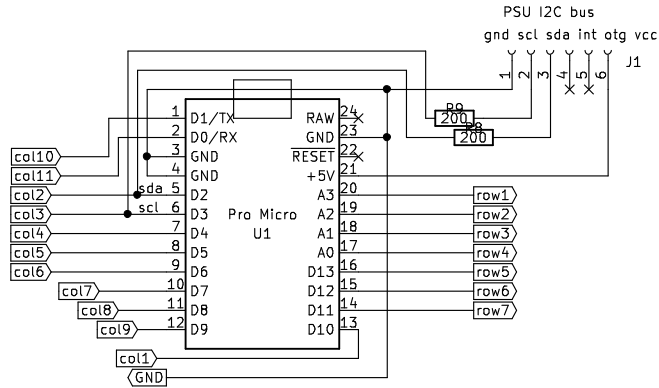 PSU I2C bus
gnd scl sda int otg vcc
J1
1 2 3 4 5 6
R9
200
R8
200
1 D1/TX RAW 24
2 D0/RX GND 23
col10 3 GND RESET 22
col11 4 GND +5V 21
col2 sda 5 D2 A3 20 row1
col3 scl 6 D3 A2 19 row2
Pro Micro
U1
col4 7 D4 A1 18 row3
col5 8 D5 A0 17 row4
col6 9 D6 D13 16 row5
col7 10 D7 D12 15 row6
col8 11 D8 D11 14 row7
col9 12 D9 D10 13
col1
GND